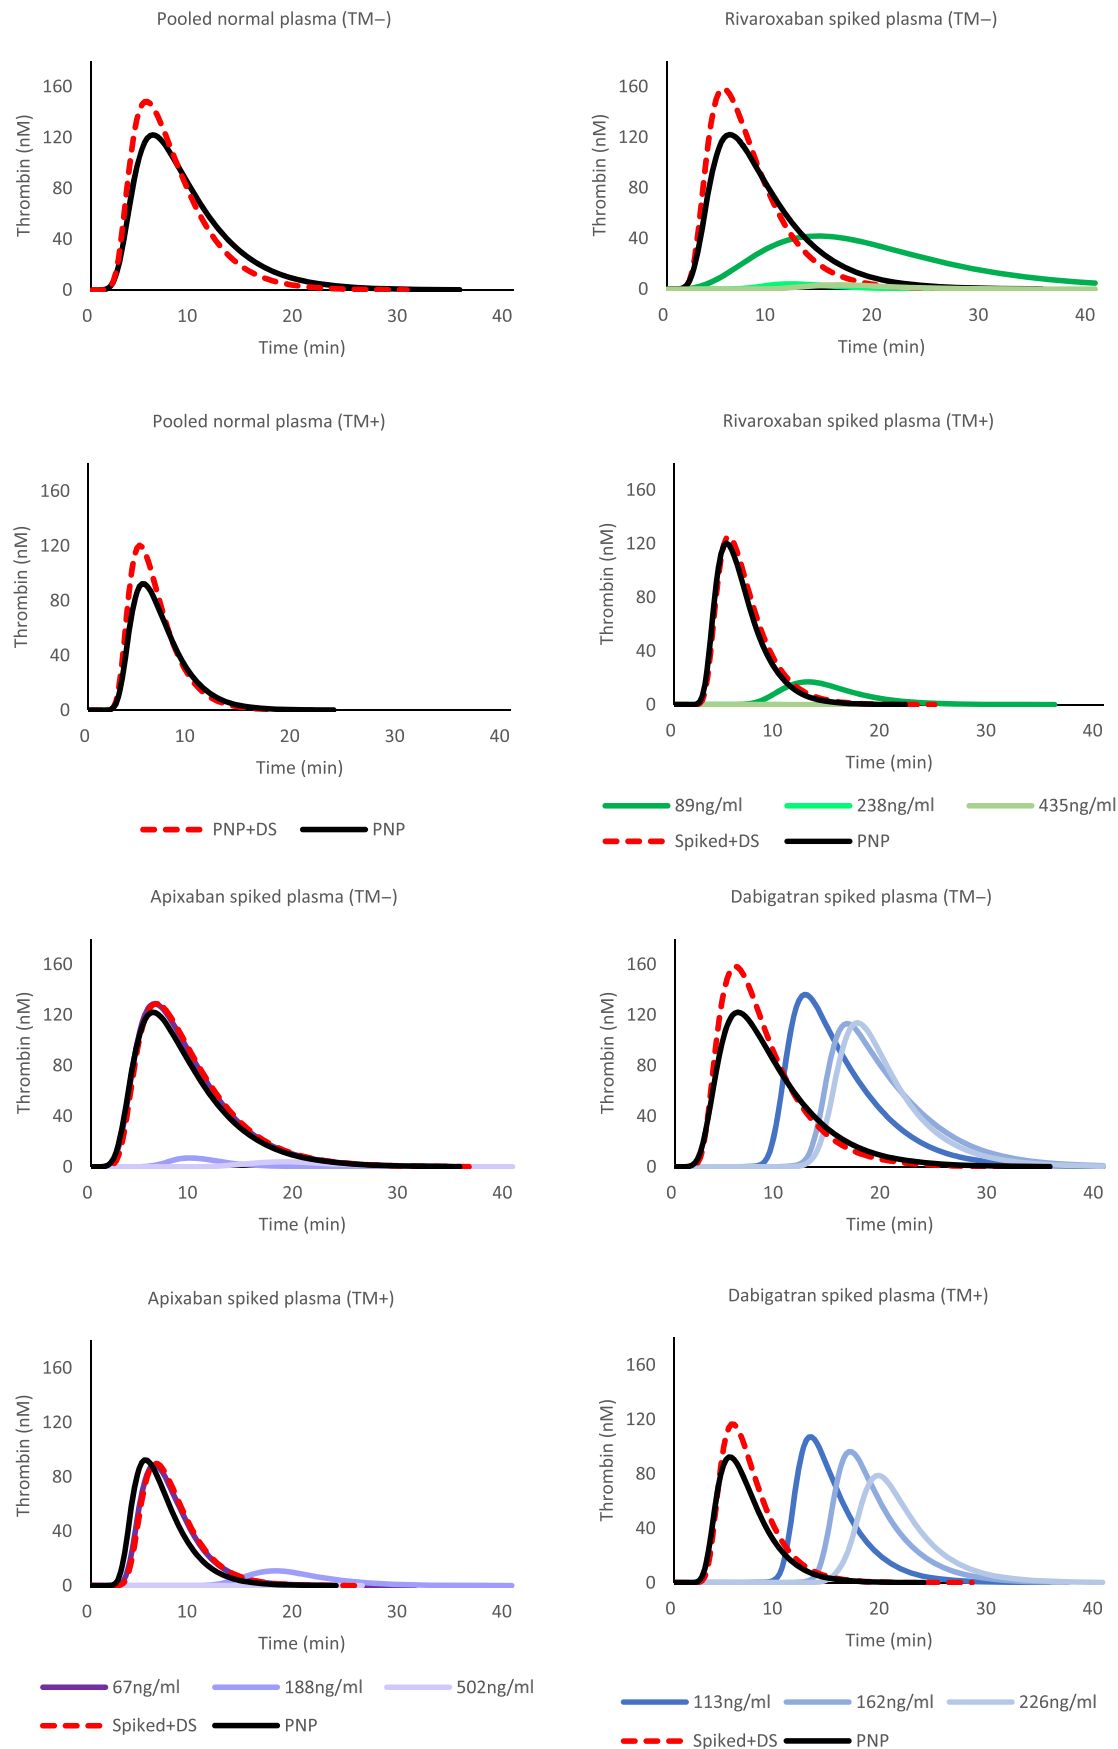 Pooled normal plasma (TM−)
Thrombin (nM)
160
120
80
40
0
0 10 20 30 40
Time (min)
Rivaroxaban spiked plasma (TM−)
Thrombin (nM)
160
120
80
40
0
0 10 20 30 40
Time (min)
Pooled normal plasma (TM+)
Thrombin (nM)
160
120
80
40
0
0 10 20 30 40
Time (min)
PNP+DS PNP
Rivaroxaban spiked plasma (TM+)
Thrombin (nM)
160
120
80
40
0
0 10 20 30 40
Time (min)
89ng/ml 238ng/ml 435ng/ml
Spiked+DS PNP
Apixaban spiked plasma (TM−)
Thrombin (nM)
160
120
80
40
0
0 10 20 30 40
Time (min)
Dabigatran spiked plasma (TM−)
Thrombin (nM)
160
120
80
40
0
0 10 20 30 40
Time (min)
Apixaban spiked plasma (TM+)
Thrombin (nM)
160
120
80
40
0
0 10 20 30 40
Time (min)
67ng/ml 188ng/ml 502ng/ml
Spiked+DS PNP
Dabigatran spiked plasma (TM+)
Thrombin (nM)
160
120
80
40
0
0 10 20 30 40
Time (min)
113ng/ml 162ng/ml 226ng/ml
Spiked+DS PNP